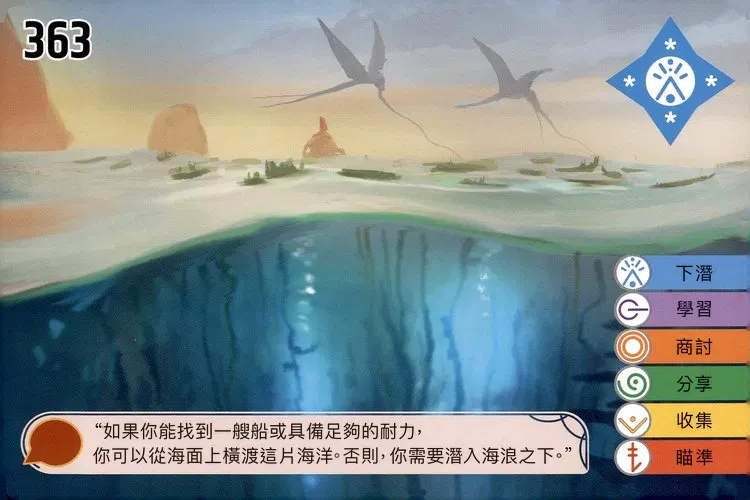 363
下潛
學習
商討
分享
收集
瞄準
“如果你能找到一艘船或具備足夠的耐力，
你可以從海面上橫渡這片海洋。否則，你需要潛入海浪之下。”